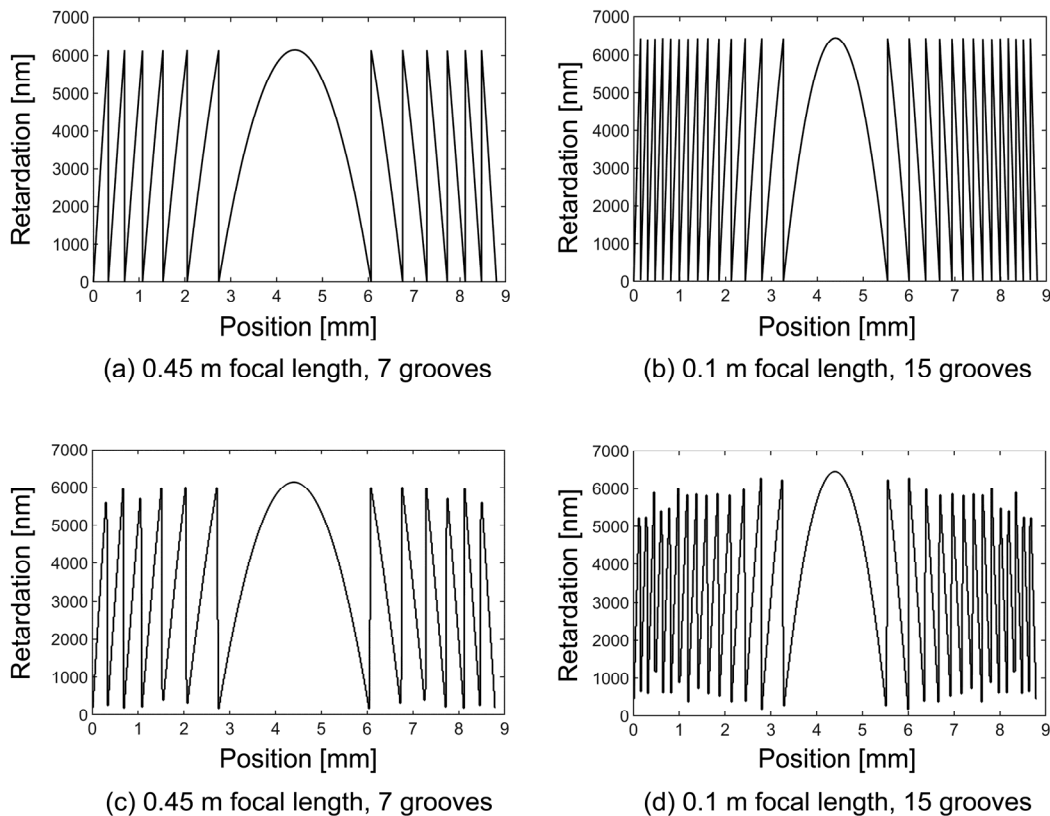 7000
6000
5000
4000
3000
2000
1000
0
Retardation [nm]
0 1 2 3 4 5 6 7 8 9
Position [mm]
(a) 0.45 m focal length, 7 grooves
7000
6000
5000
4000
3000
2000
1000
0
Retardation [nm]
0 1 2 3 4 5 6 7 8 9
Position [mm]
(b) 0.1 m focal length, 15 grooves
7000
6000
5000
4000
3000
2000
1000
0
Retardation [nm]
0 1 2 3 4 5 6 7 8 9
Position [mm]
(c) 0.45 m focal length, 7 grooves
7000
6000
5000
4000
3000
2000
1000
0
Retardation [nm]
0 1 2 3 4 5 6 7 8 9
Position [mm]
(d) 0.1 m focal length, 15 grooves